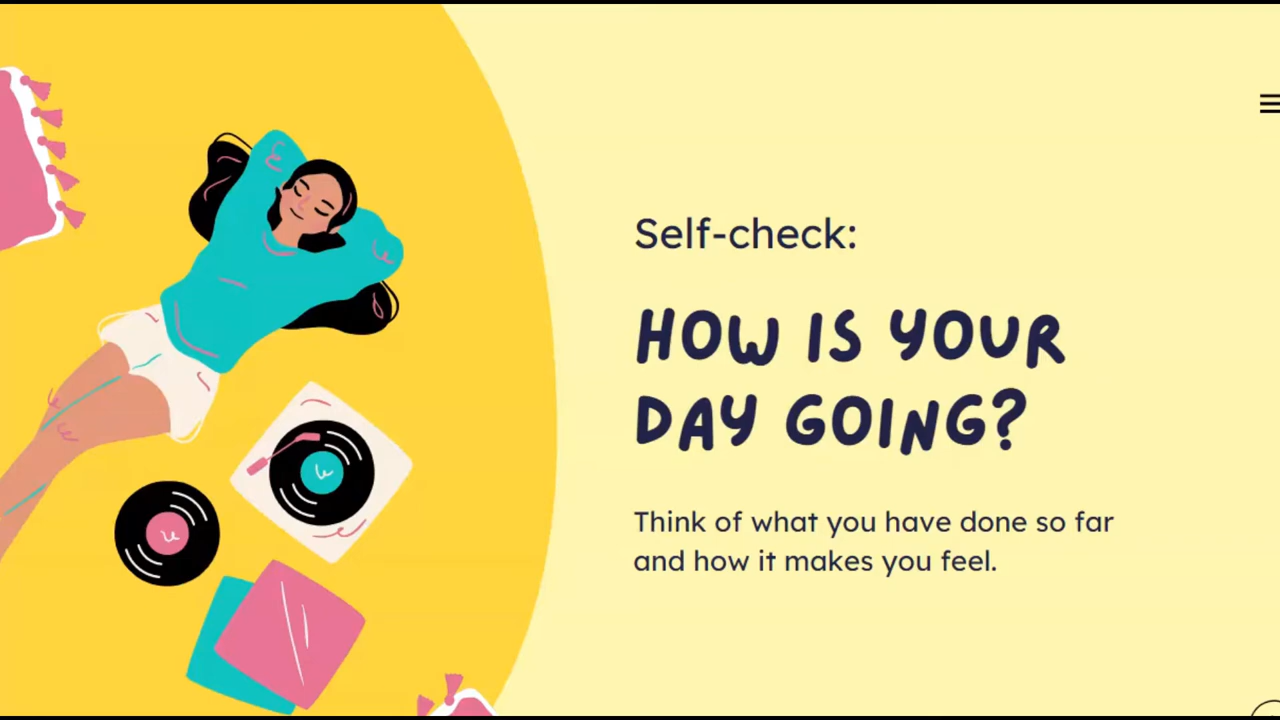 Self-check:
HOW IS YOUR
DAY GOING?
Think of what you have done so far
and how it makes you feel.